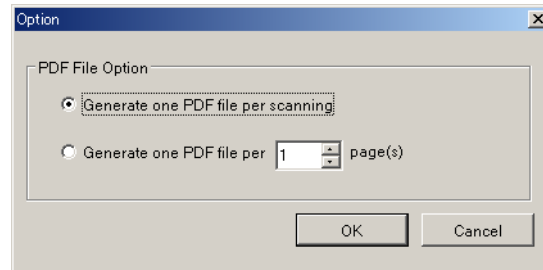 Option
PDF File Option
Generate one PDF file per scanning
Generate one PDF file per 1 page(s)
OK Cancel